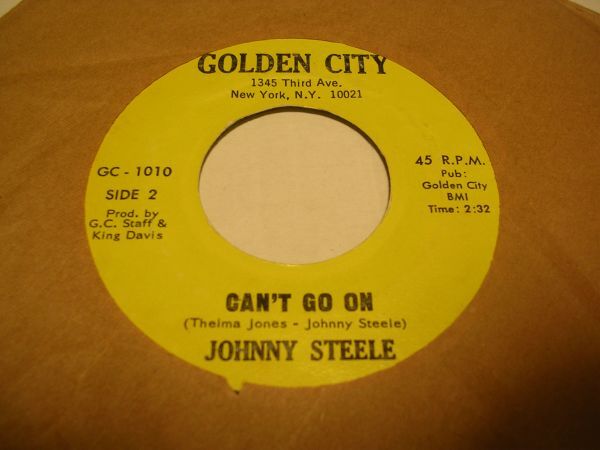 GOLDEN CITY
1345 Third Ave.
New York, N.Y. 10021
GC - 1010
SIDE 2
Prod. by
G.C. Staff &
King Davis
45 R.P.M.
Pub:
Golden City
BMI
Time: 2:32
CAN'T GO ON
(Thelma Jones - Johnny Steele)
JOHNNY STEELE